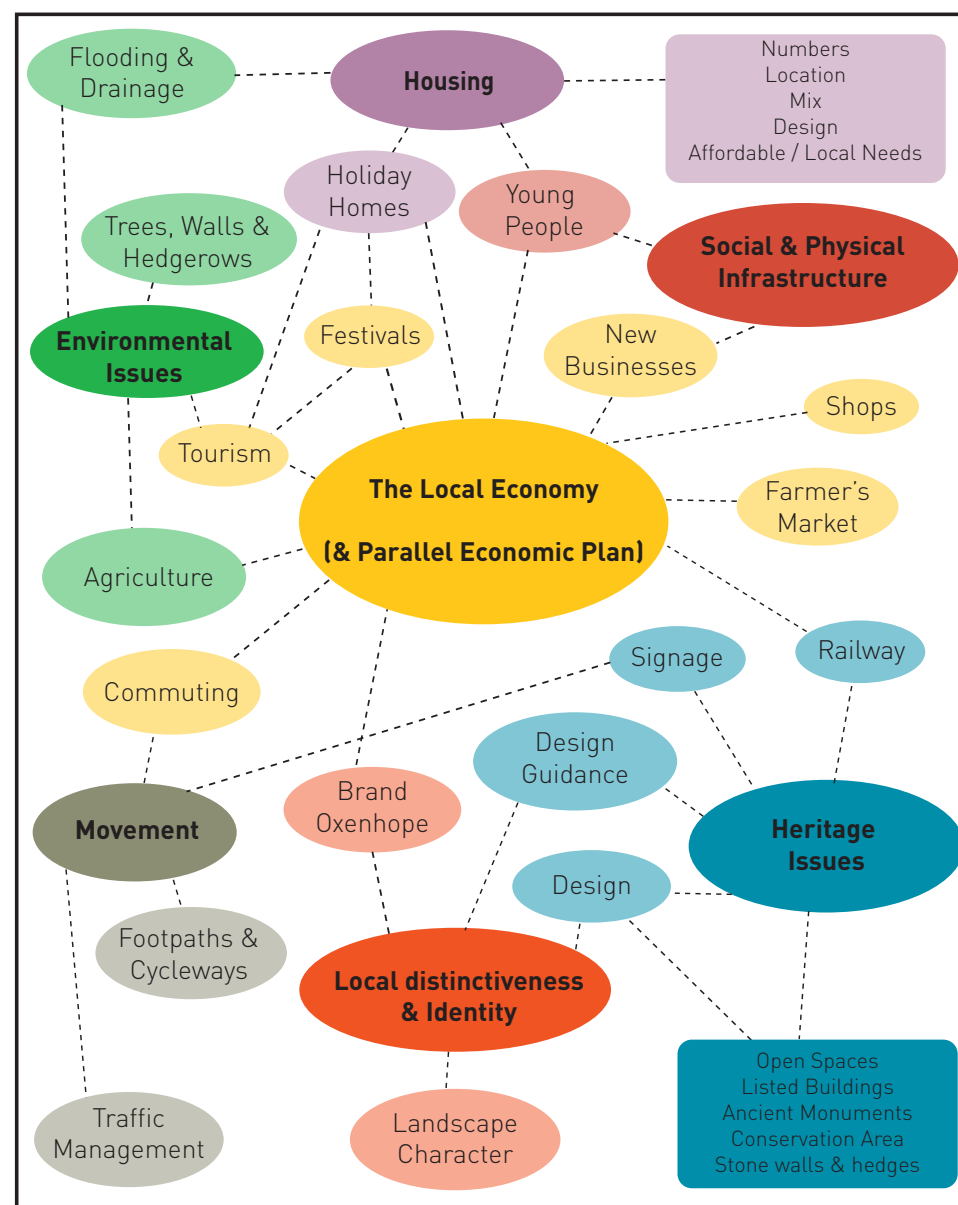 Flooding &
Drainage
Housing
Numbers
Location
Mix
Design
Affordable / Local Needs
Holiday
Homes
Young
People
Trees, Walls &
Hedgerows
Social & Physical
Infrastructure
Environmental
Issues
Festivals
New
Businesses
Shops
Tourism
The Local Economy
(& Parallel Economic Plan)
Farmer’s
Market
Agriculture
Signage
Railway
Commuting
Design
Guidance
Brand
Oxenhope
Movement
Heritage
Issues
Design
Footpaths &
Cycleways
Local distinctiveness
& Identity
Open Spaces
Listed Buildings
Ancient Monuments
Conservation Area
Stone walls & hedges
Traffic
Management
Landscape
Character